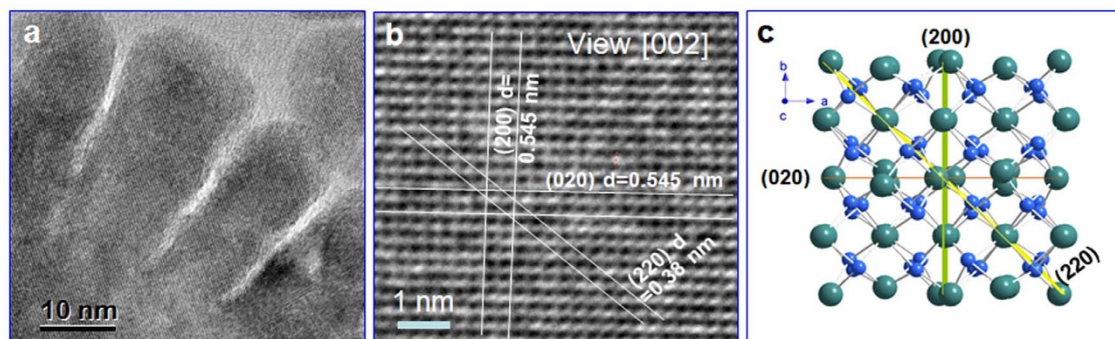 a
10 nm
b
View [002]
(200) d=
0.545 nm
(020) d=0.545 nm
(220) d
=0.38 nm
1 nm
c
(200)
b
a
c
(020)
(220)